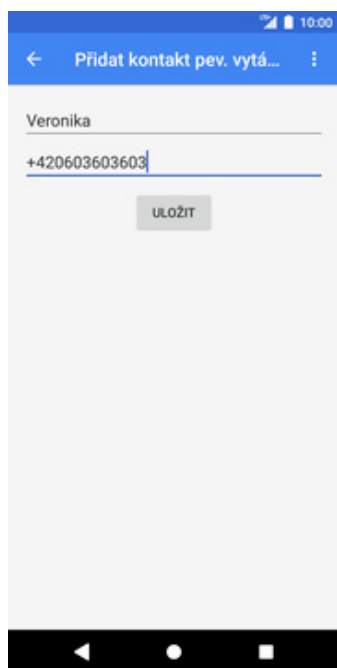 10:00
Přidat kontakt pev. vytá...
Veronika
+420603603603
ULOŽIT